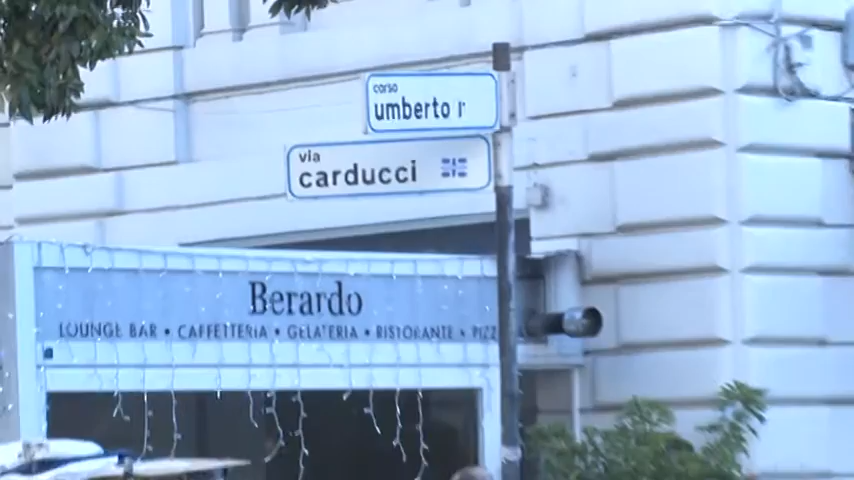 corso
umberto I°
via
carducci
Berardo
LOUNGE BAR • CAFFETTERIA • GELATERIA • RISTORANTE • PIZZ